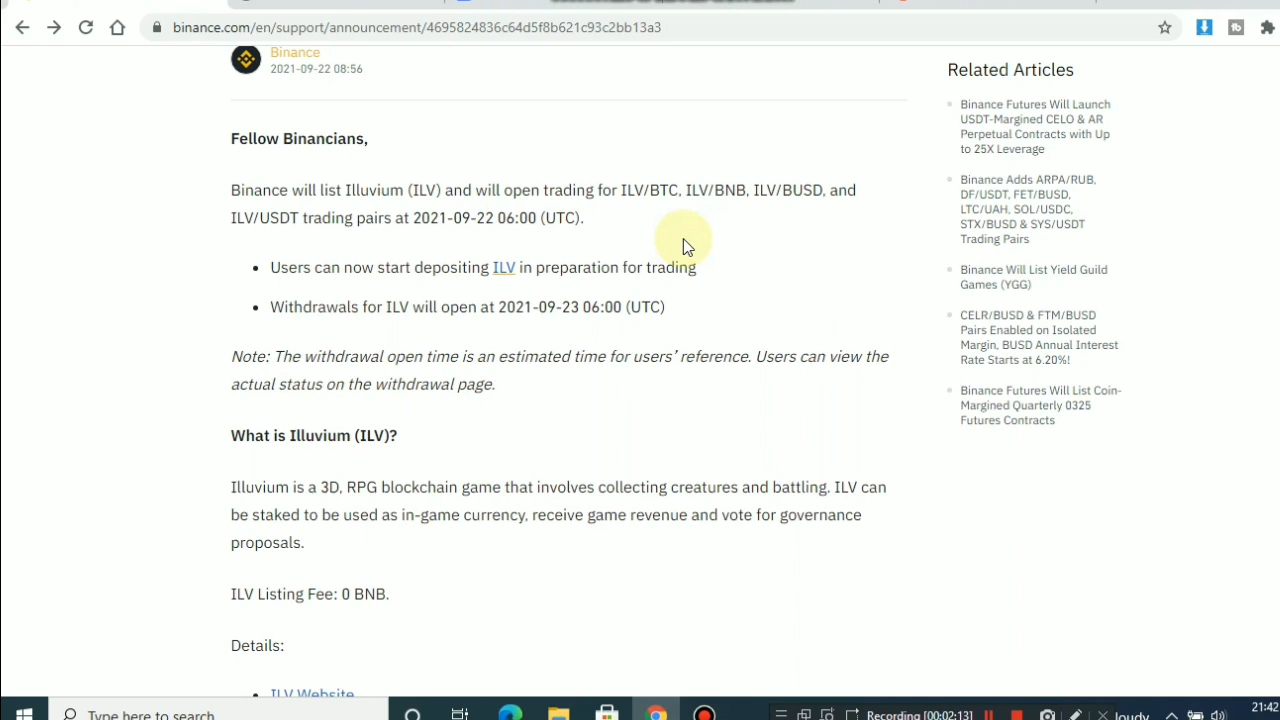 binance.com/en/support/announcement/4695824836c64d5f8b621c93c2bb13a3
Binance
2021-09-22 08:56
Fellow Binancians,
Binance will list Illuvium (ILV) and will open trading for ILV/BTC, ILV/BNB, ILV/BUSD, and
ILV/USDT trading pairs at 2021-09-22 06:00 (UTC).
• Users can now start depositing ILV in preparation for trading
• Withdrawals for ILV will open at 2021-09-23 06:00 (UTC)
Note: The withdrawal open time is an estimated time for users’ reference. Users can view the
actual status on the withdrawal page.
What is Illuvium (ILV)?
Illuvium is a 3D, RPG blockchain game that involves collecting creatures and battling. ILV can
be staked to be used as in-game currency, receive game revenue and vote for governance
proposals.
ILV Listing Fee: 0 BNB.
Details:
• ILV Website
Related Articles
Binance Futures Will Launch
USDT-Margined CELO & AR
Perpetual Contracts with Up
to 25X Leverage
Binance Adds ARPA/RUB,
DF/USDT, FET/BUSD,
LTC/UAH, SOL/USDC,
STX/BUSD & SYS/USDT
Trading Pairs
Binance Will List Yield Guild
Games (YGG)
CELR/BUSD & FTM/BUSD
Pairs Enabled on Isolated
Margin, BUSD Annual Interest
Rate Starts at 6.20%!
Binance Futures Will List Coin-
Margined Quarterly 0325
Futures Contracts
Type here to search
Recording [00:02:13]
loudy
21:42